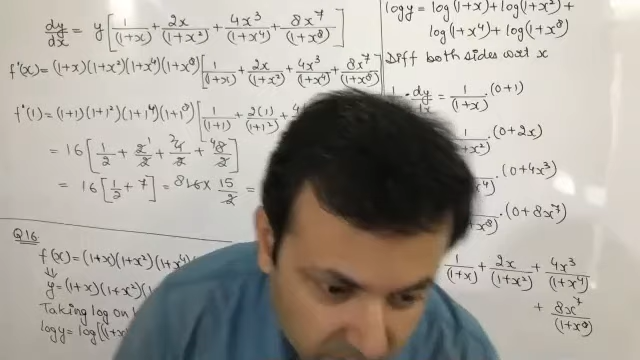 dy/dx = y[1/(1+x) + 2x/(1+x²) + 4x³/(1+x⁴) + 8x⁷/(1+x⁸)]
f'(x) = (1+x)(1+x²)(1+x⁴)(1+x⁸)[1/(1+x) + 2x/(1+x²) + 4x³/(1+x⁴) + 8x⁷/(1+x⁸)]
f'(1) = (1+1)(1+1²)(1+1⁴)(1+1⁸)[1/(1+1) + 2(1)/(1+1²) + 4
= 16[1/2 + 2/2 + 4/2 + 8/2]
= 16[1/2 + 7] = 8 16 × 15/2 =
Q16
f(x) = (1+x)(1+x²)(1+x⁴)
⇓
y = (1+x)(1+x²)(1
Taking log on
log y = log[(1+x)
log y = log(1+x) + log(1+x²) +
log(1+x⁴) + log(1+x⁸)
Diff both sides w.r.t x
1 · dy/dx = 1/(1+x) · (0+1)
1/(1+x²) · (0+2x)
x⁴) · (0+4x³)
x⁸) · (0+8x⁷)
1/(1+x) + 2x/(1+x²) + 4x³/(1+x⁴)
+ 8x⁷/(1+x⁸)